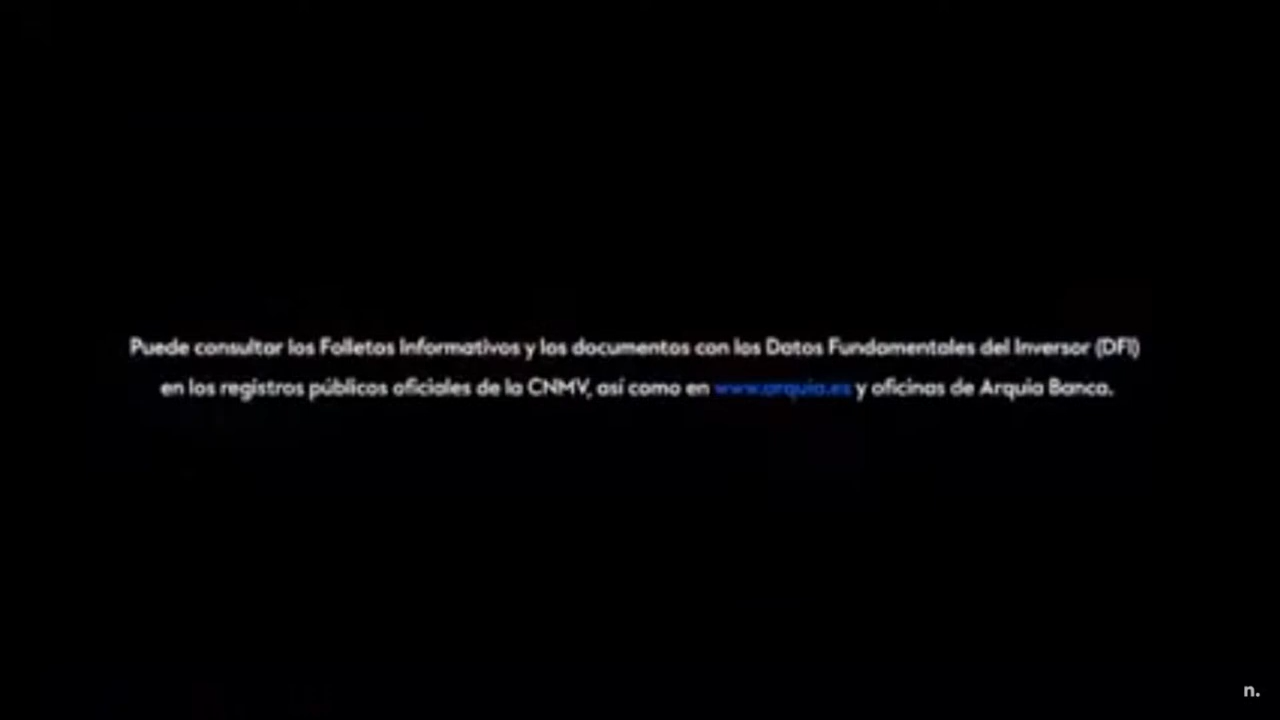 Puede consultar los Folletos Informativos y los documentos con los Datos Fundamentales del Inversor (DFI)
en los registros públicos oficiales de la CNMV, así como en www.arquia.es y oficinas de Arquia Banca.
n.